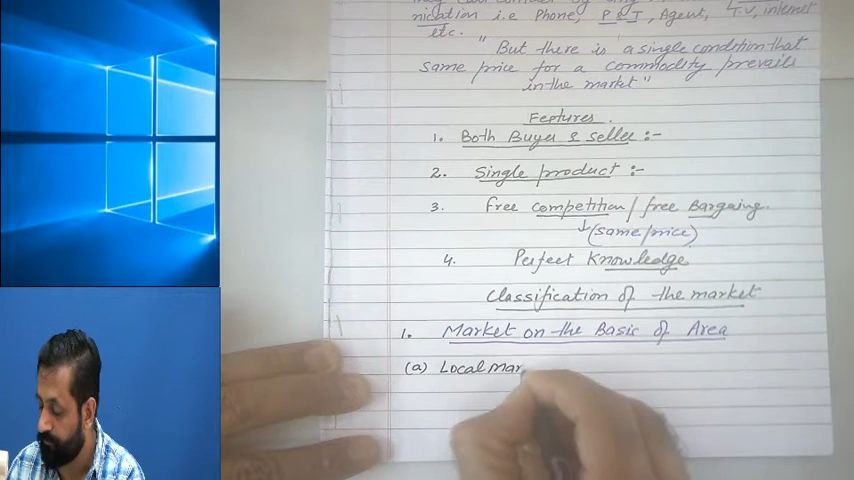 nication i.e Phone, P & T, Agent, T.V, internet
etc.
"But there is a single condition that
same price for a commodity prevails
in the market"
Features.
1. Both Buyer & seller :-
2. Single product :-
3. free competition / free Bargaing.
↓ (same price)
4. Perfect Knowledge
Classification of the market
1. Market on the Basic of Area
(a) Local mar